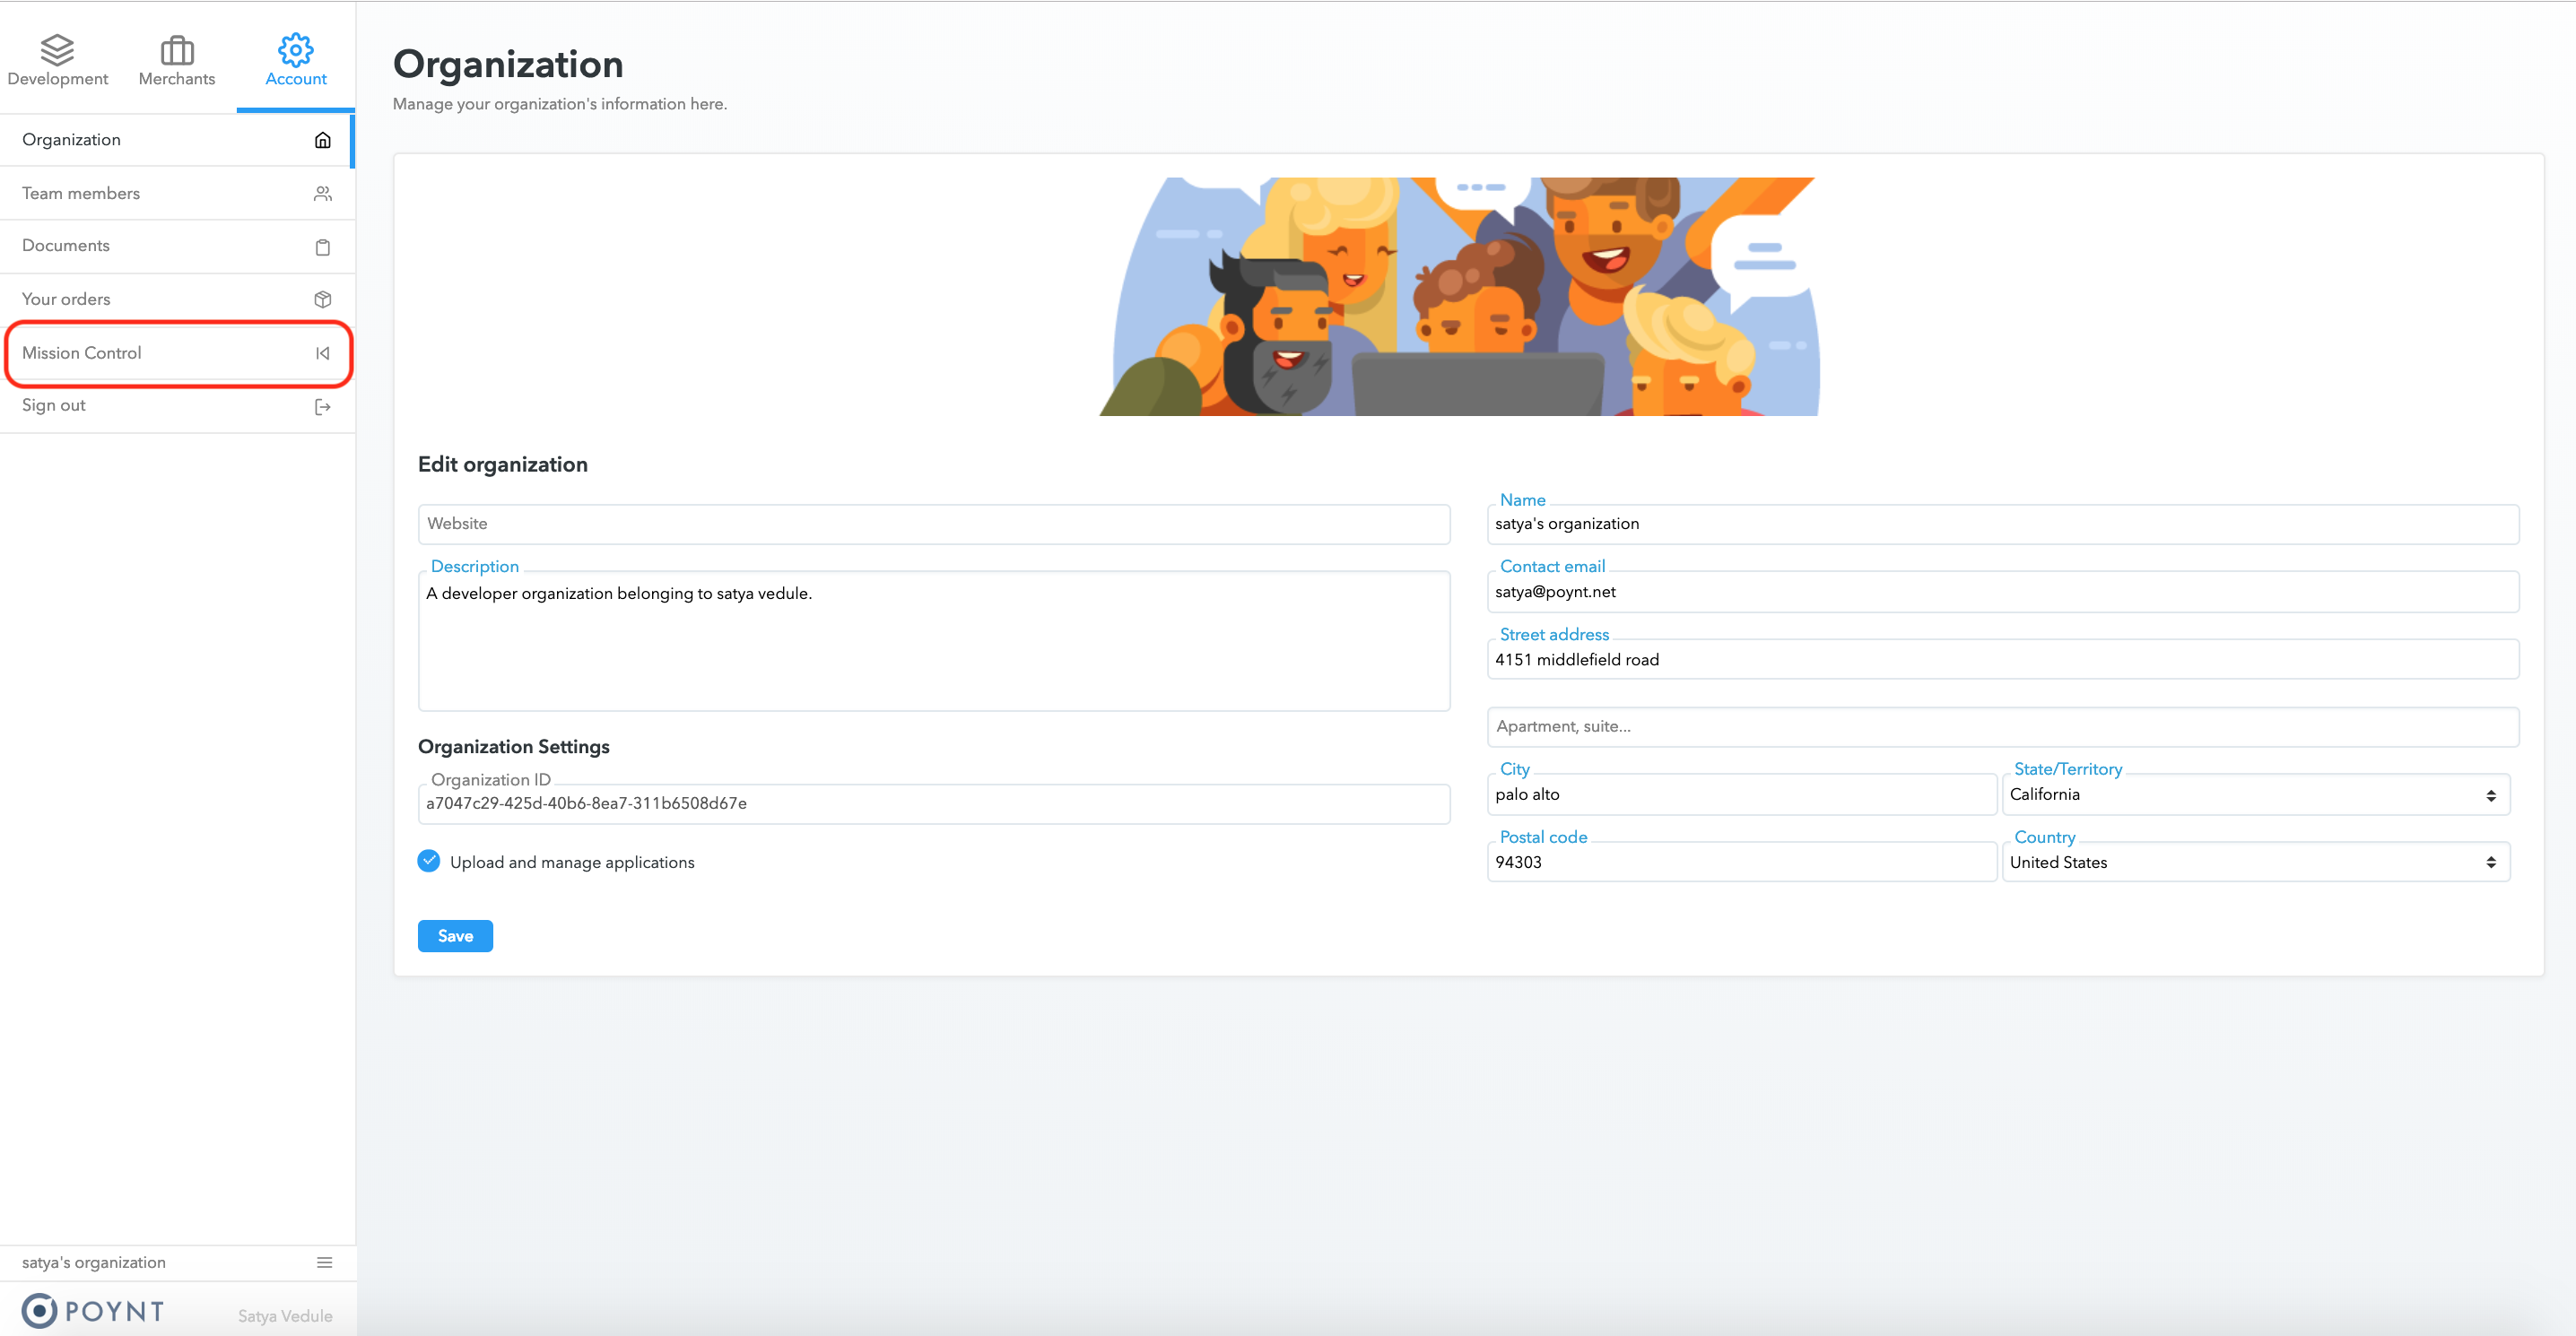 Development
Merchants
Account
Organization
Team members
Documents
Your orders
Mission Control
Sign out
satya's organization
POYNT
Satya Vedule
Organization
Manage your organization's information here.
Edit organization
Website
Description
A developer organization belonging to satya vedule.
Organization Settings
Organization ID
a7047c29-425d-40b6-8ea7-311b6508d67e
Upload and manage applications
Save
Name
satya's organization
Contact email
satya@poynt.net
Street address
4151 middlefield road
Apartment, suite...
City
palo alto
State/Territory
California
Postal code
94303
Country
United States